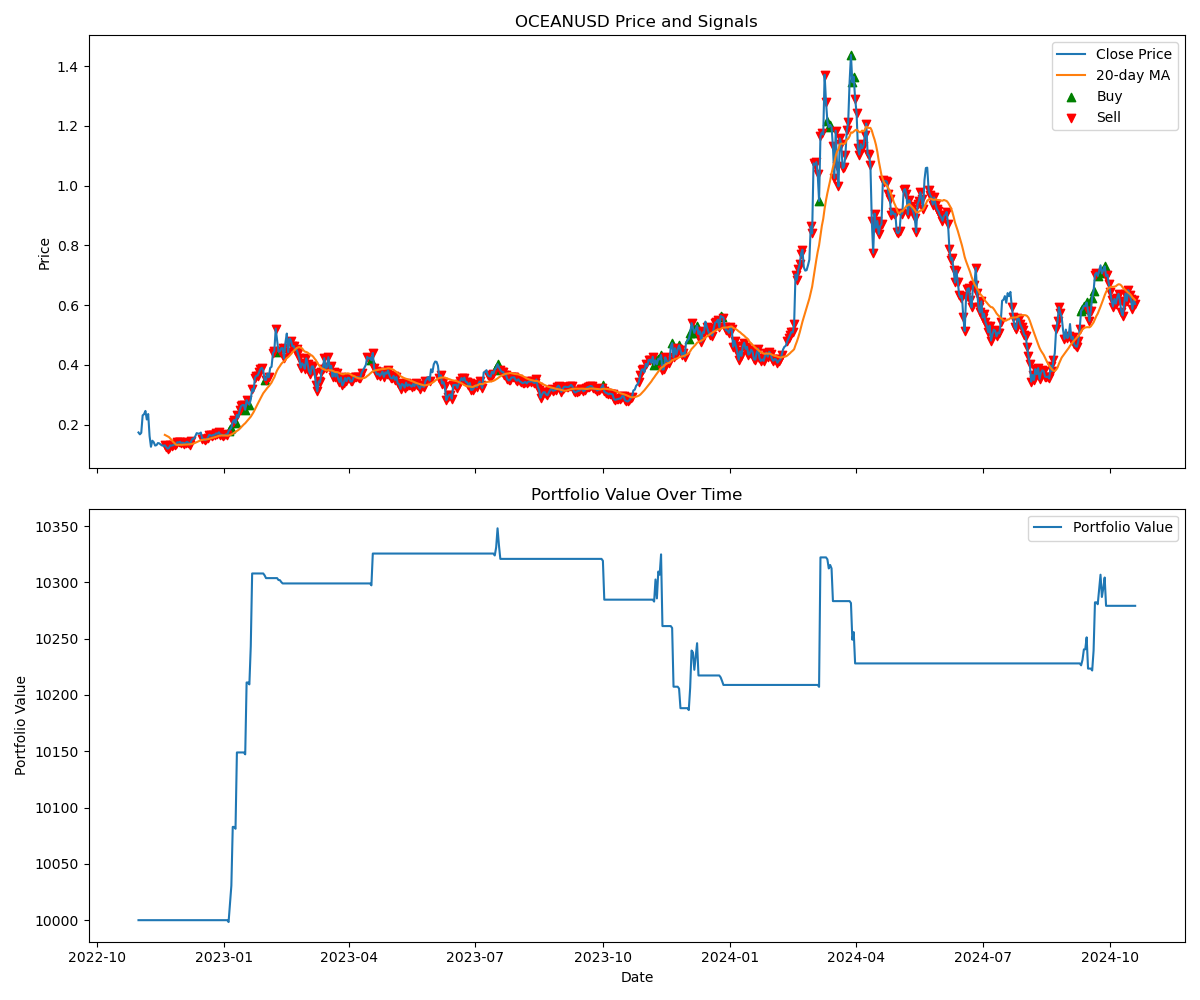 OCEANUSD Price and Signals
Close Price
20-day MA
Buy
Sell
Price
1.4
1.2
1.0
0.8
0.6
0.4
0.2
Portfolio Value Over Time
Portfolio Value
Portfolio Value
10350
10300
10250
10200
10150
10100
10050
10000
2022-10
2023-01
2023-04
2023-07
2023-10
2024-01
2024-04
2024-07
2024-10
Date